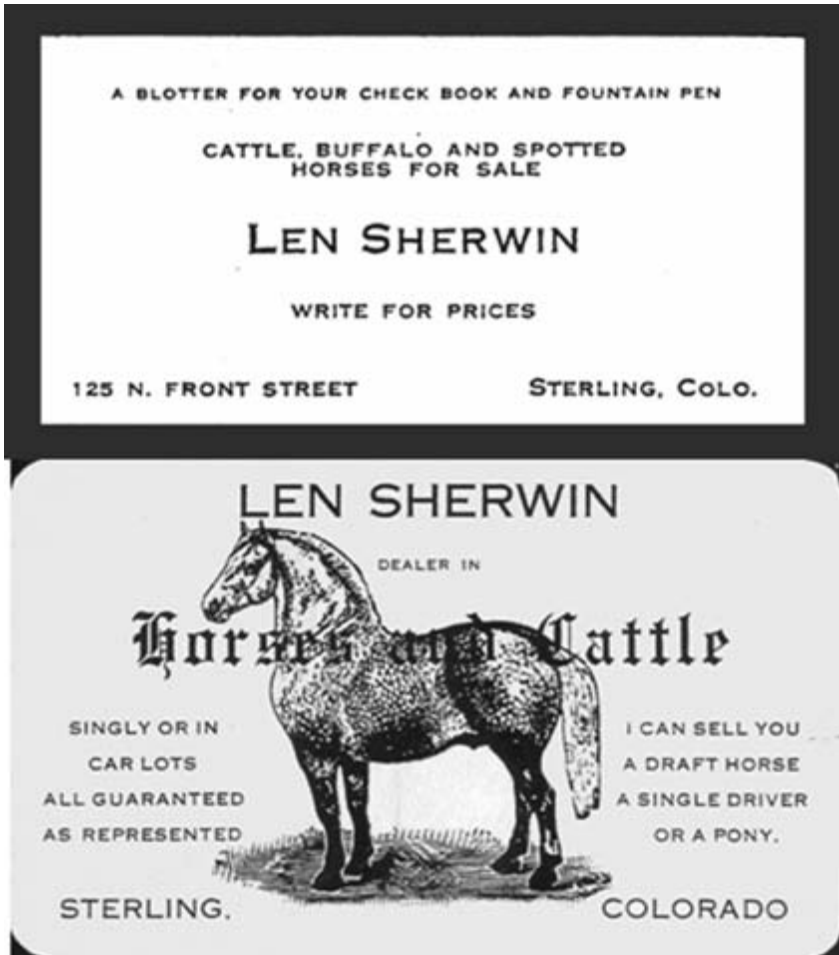 A BLOTTER FOR YOUR CHECK BOOK AND FOUNTAIN PEN
CATTLE, BUFFALO AND SPOTTED
HORSES FOR SALE
LEN SHERWIN
WRITE FOR PRICES
125 N. FRONT STREET
STERLING, COLO.
LEN SHERWIN
DEALER IN
Horses and Cattle
SINGLY OR IN
CAR LOTS
ALL GUARANTEED
AS REPRESENTED
I CAN SELL YOU
A DRAFT HORSE
A SINGLE DRIVER
OR A PONY.
STERLING,
COLORADO